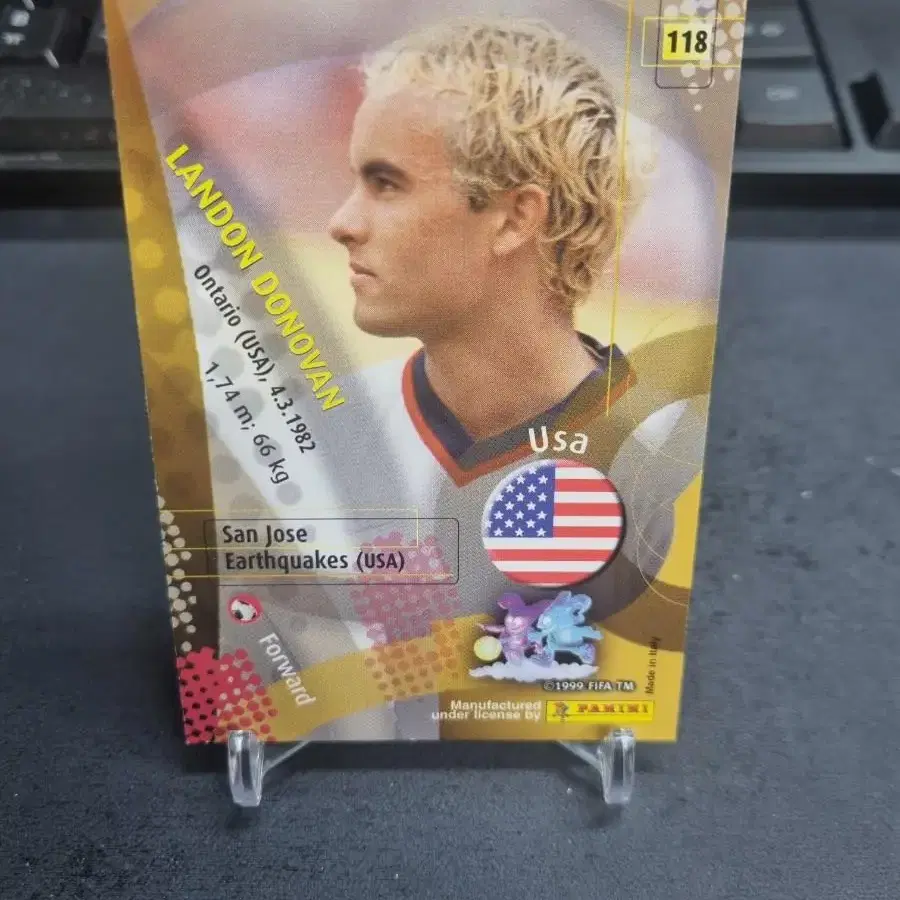 118
LANDON DONOVAN
Ontario (USA), 4.3.1982
1,74 m; 66 kg
Usa
San Jose
Earthquakes (USA)
Forward
©1999 FIFA TM
Made in Italy
Manufactured
under license by
PANINI